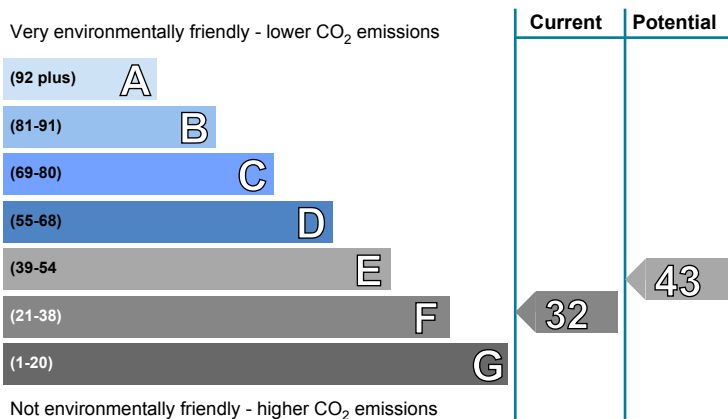 Very environmentally friendly - lower CO2 emissions
Current
Potential
(92 plus) A
(81-91) B
(69-80) C
(55-68) D
(39-54 E
43
(21-38) F
32
(1-20) G
Not environmentally friendly - higher CO2 emissions